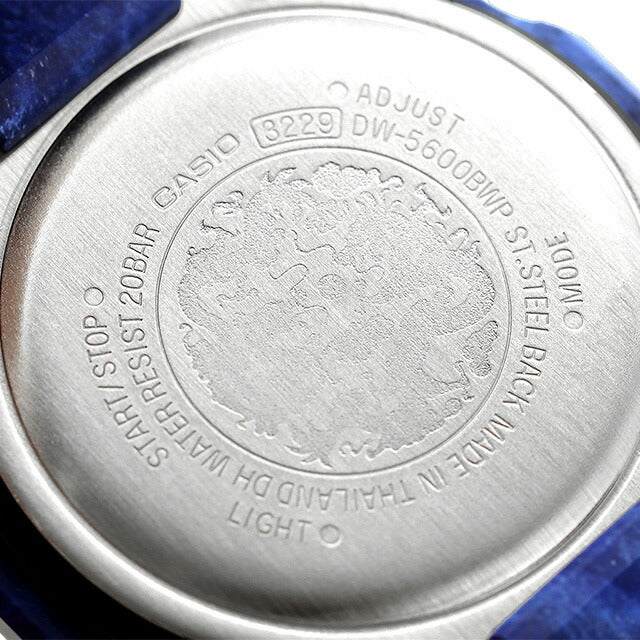 ADJUST
CASIO 3229 DW-5600BWP ST.STEEL BACK MADE IN THAILAND DH WATER RESIST 20BAR
MODE
START/STOP
LIGHT